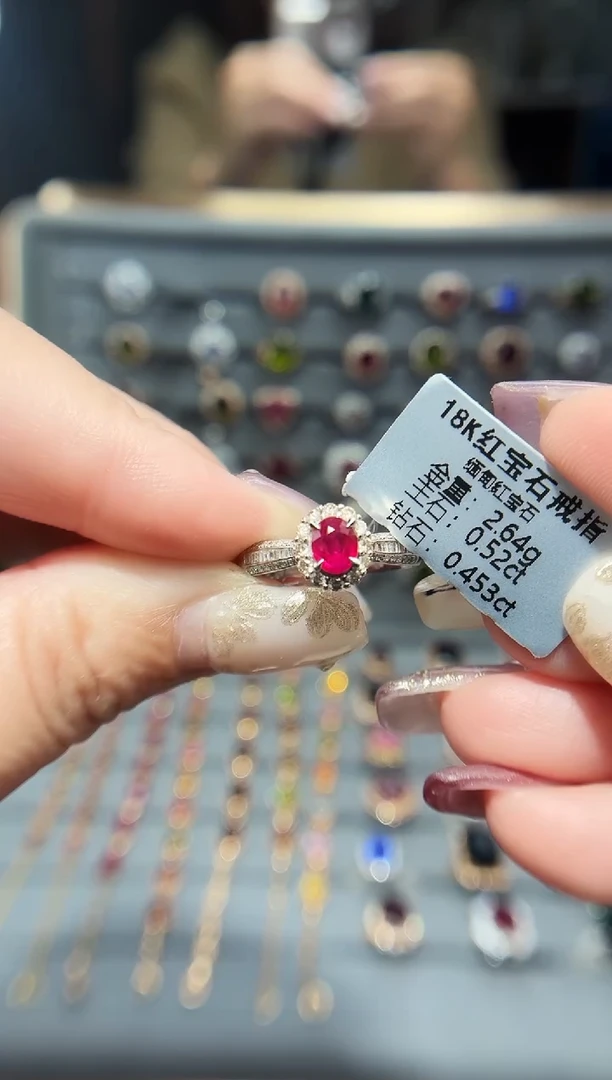 18K红宝石戒指
缅甸红宝石
金重：2.64g
主石：0.52ct
钻石：0.453ct